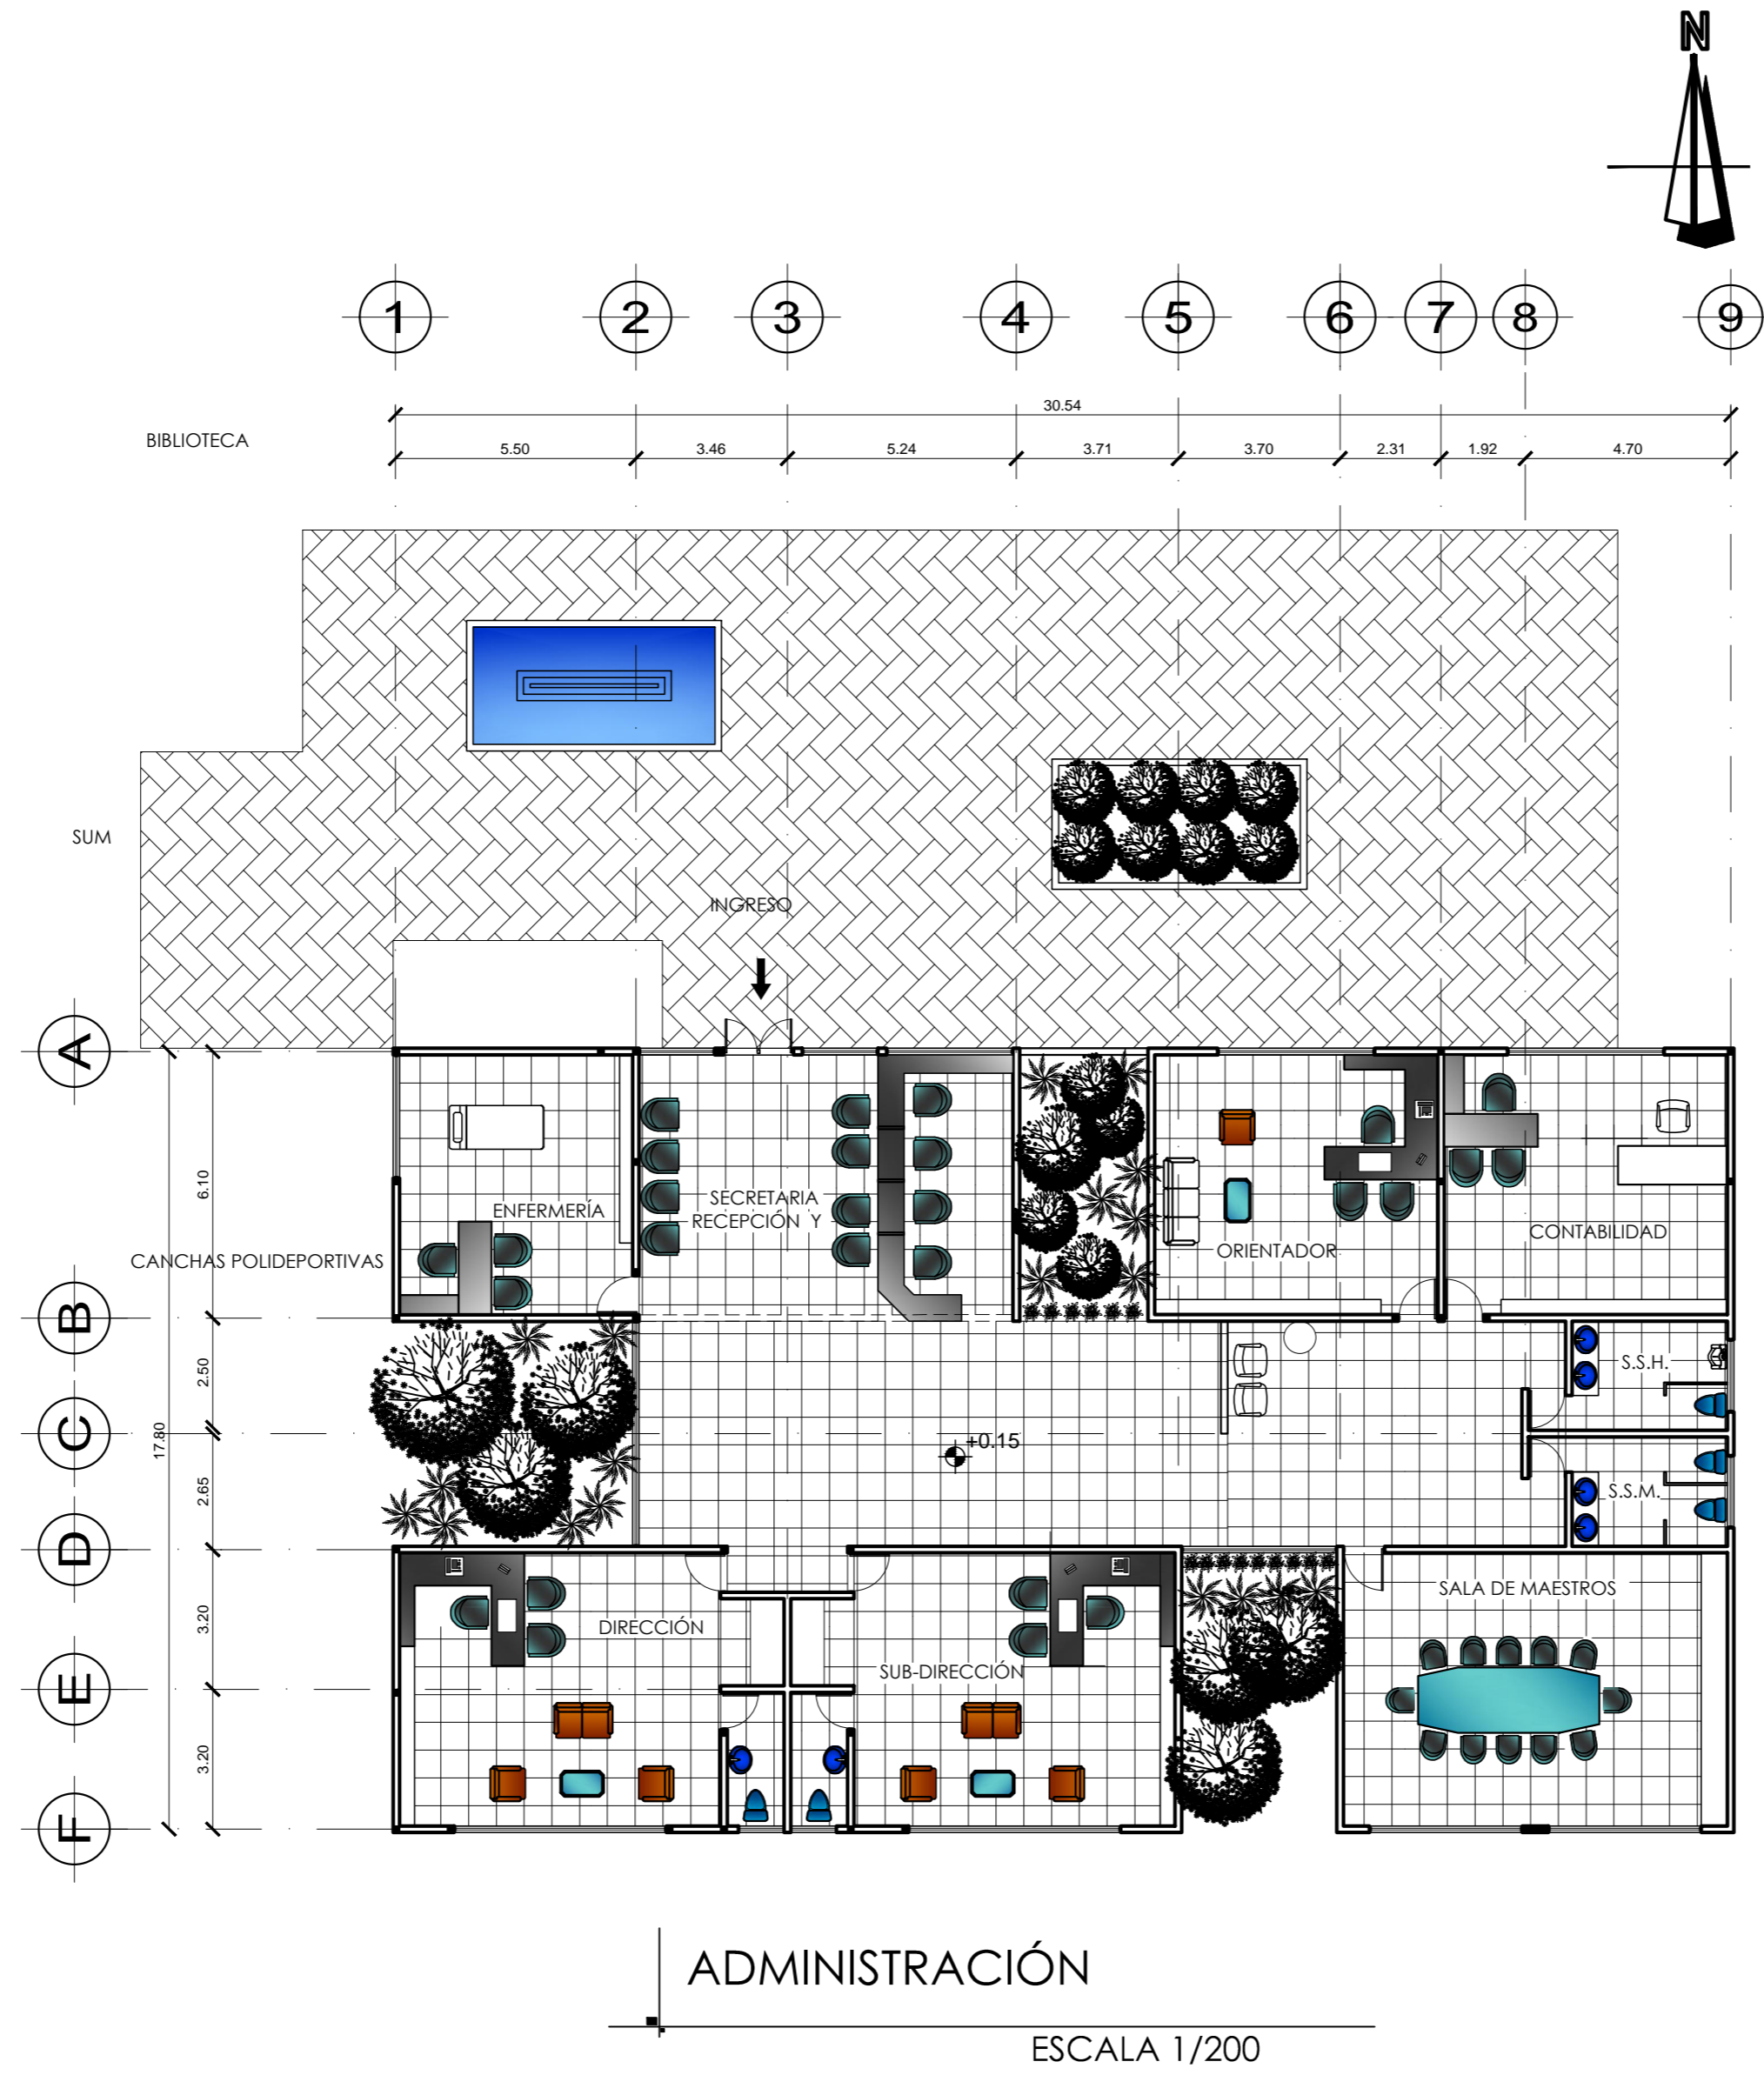 N
1 2 3 4 5 6 7 8 9
30.54
BIBLIOTECA
5.50 3.46 5.24 3.71 3.70 2.31 1.92 4.70
SUM
INGRESO
A
6.10
ENFERMERÍA
SECRETARIA
RECEPCIÓN Y
ORIENTADOR
CONTABILIDAD
CANCHAS POLIDEPORTIVAS
B
2.50
S.S.H.
C
17.80
+0.15
2.65
S.S.M.
D
3.20
SALA DE MAESTROS
DIRECCIÓN
SUB-DIRECCIÓN
E
3.20
F
ADMINISTRACIÓN
ESCALA 1/200